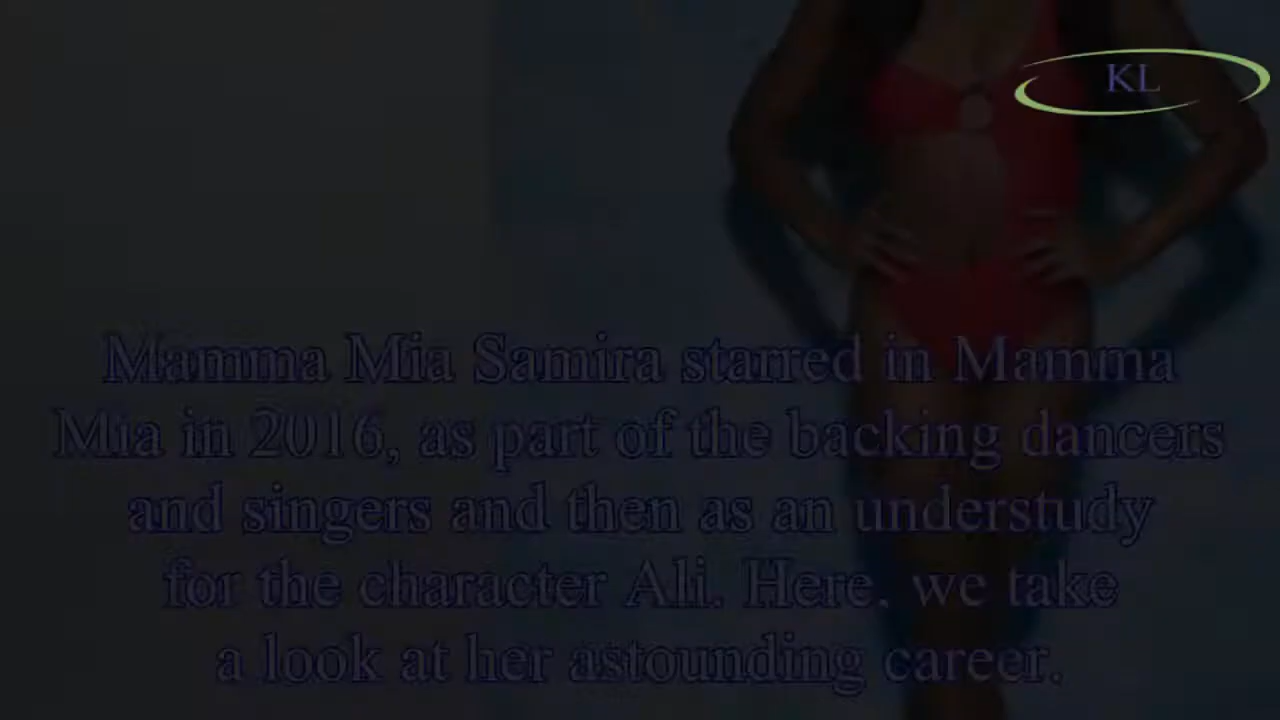 KL
Mamma Mia Samira starred in Mamma
Mia in 2016, as part of the backing dancers
and singers and then as an understudy
for the character Ali. Here, we take
a look at her astounding career.